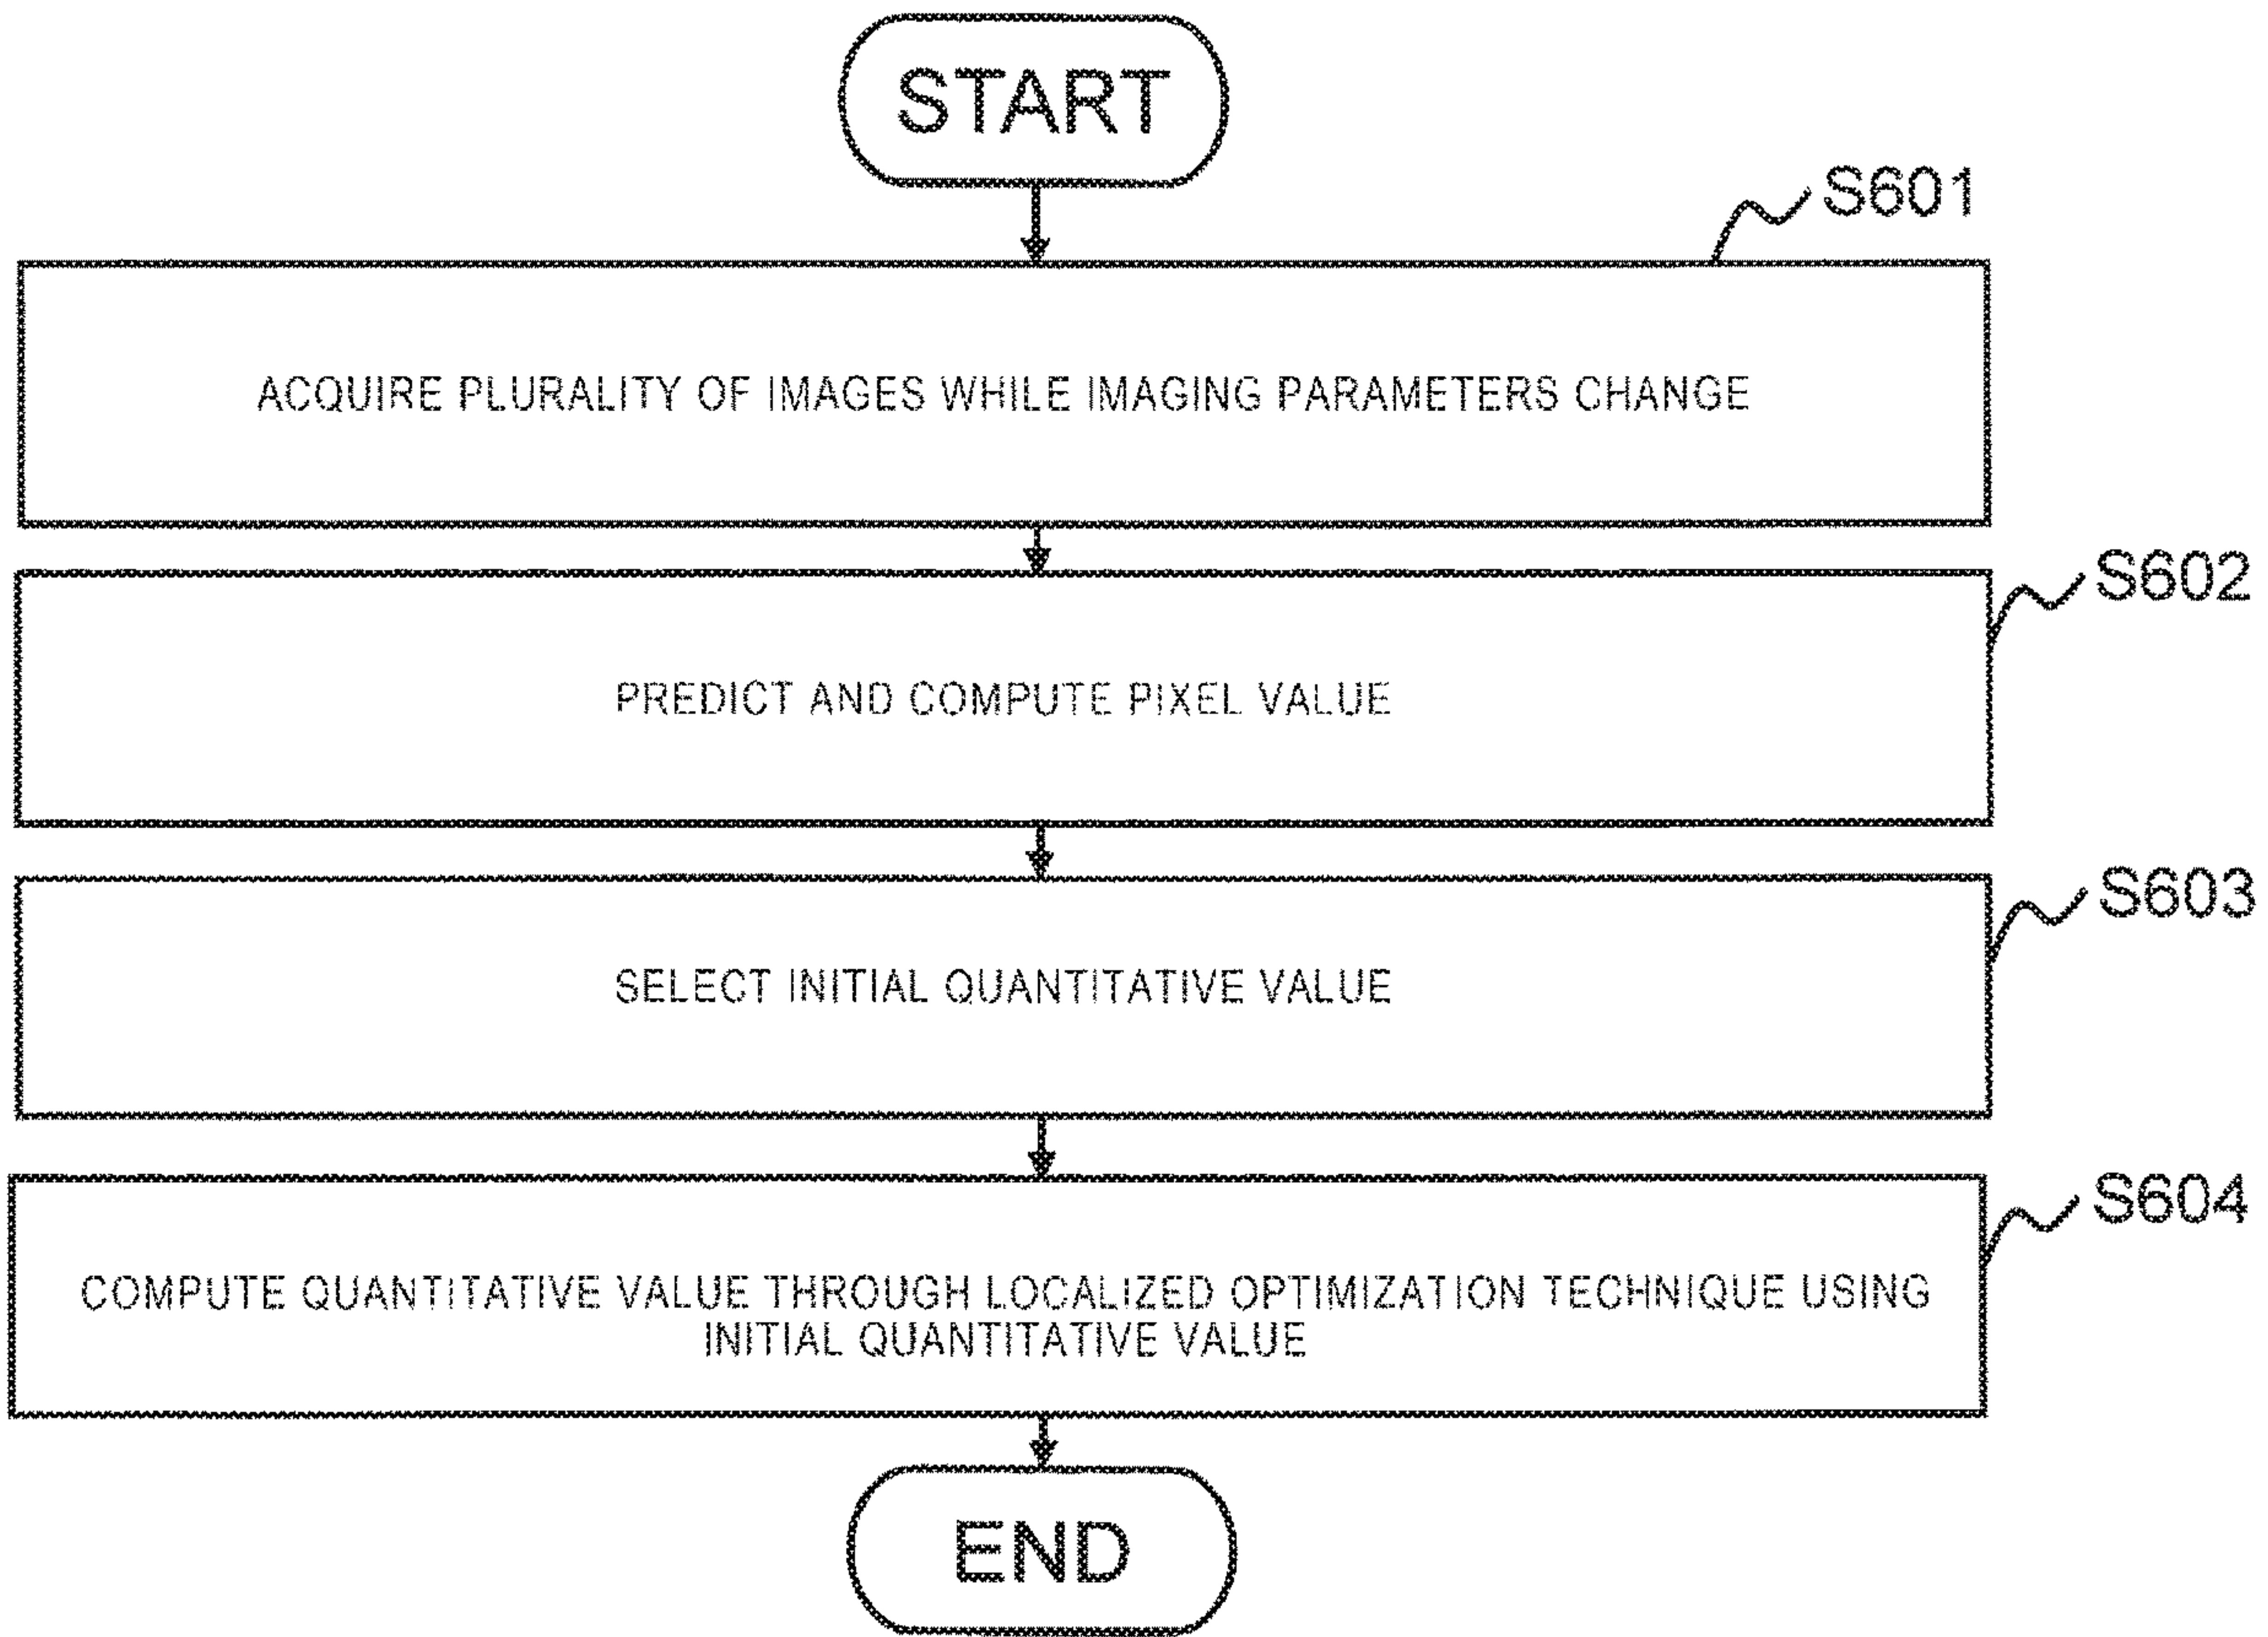 START
S601
ACQUIRE PLURALITY OF IMAGES WHILE IMAGING PARAMETERS CHANGE
S602
PREDICT AND COMPUTE PIXEL VALUE
S603
SELECT INITIAL QUANTITATIVE VALUE
S604
COMPUTE QUANTITATIVE VALUE THROUGH LOCALIZED OPTIMIZATION TECHNIQUE USING
INITIAL QUANTITATIVE VALUE
END